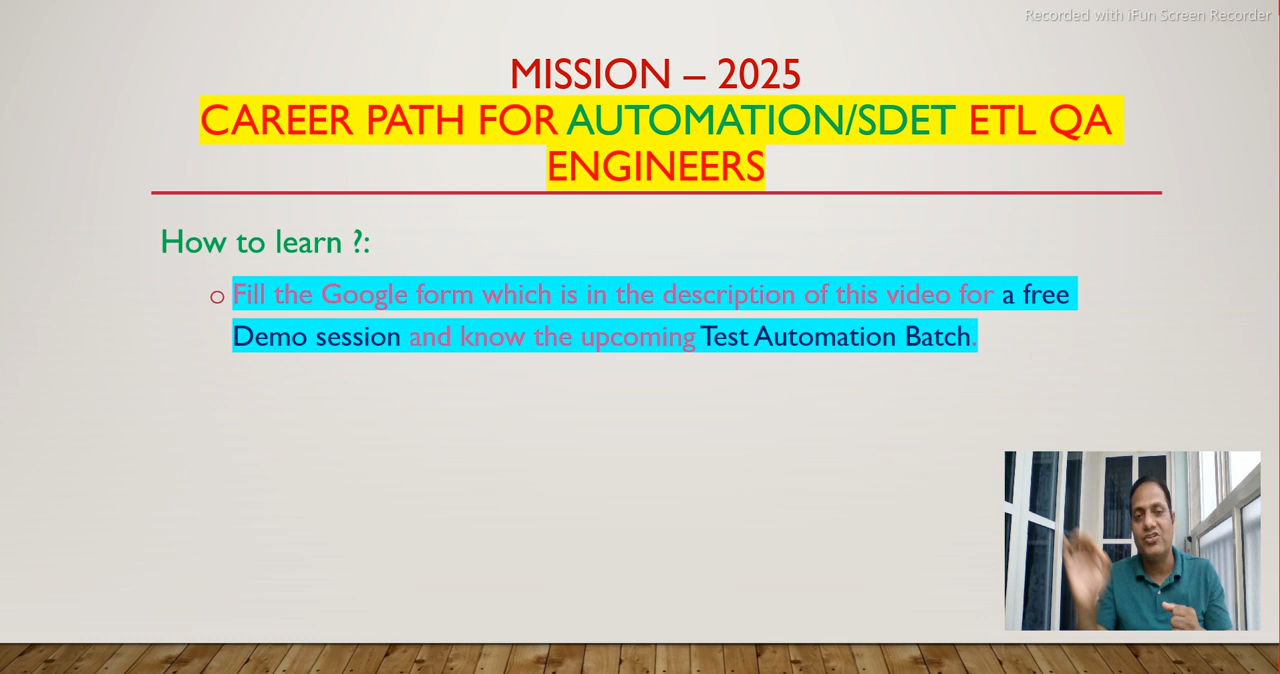 Recorded with iFun Screen Recorder
MISSION – 2025
CAREER PATH FOR AUTOMATION/SDET ETL QA
ENGINEERS
How to learn ?:
Fill the Google form which is in the description of this video for a free
Demo session and know the upcoming Test Automation Batch.